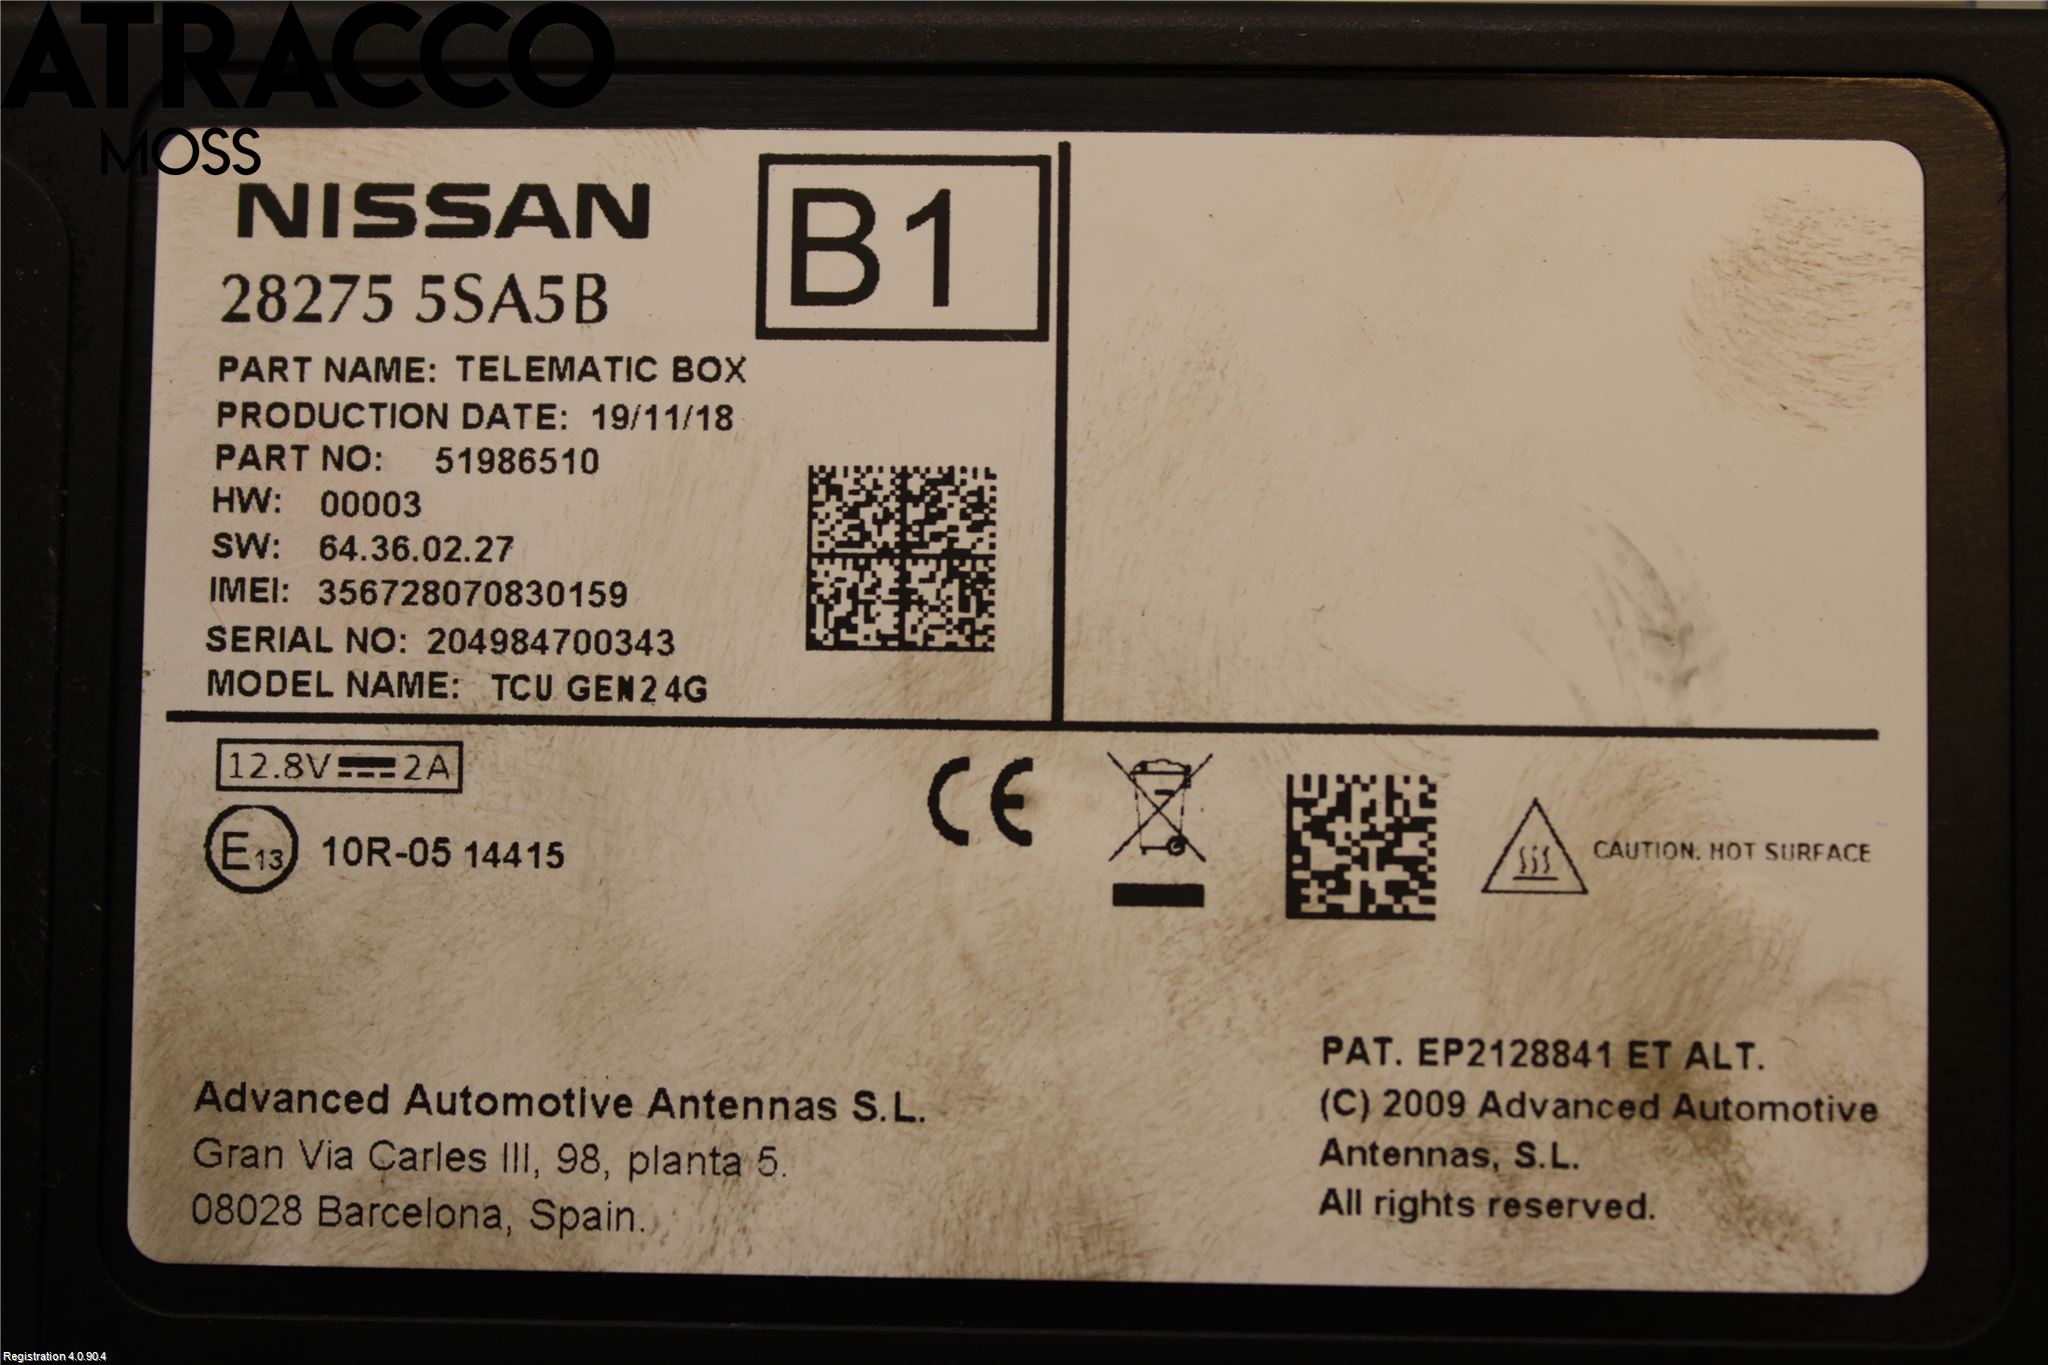 ATRACCO
MOSS
NISSAN
28275 5SA5B
B1
PART NAME: TELEMATIC BOX
PRODUCTION DATE: 19/11/18
PART NO: 51986510
HW: 00003
SW: 64.36.02.27
IMEI: 356728070830159
SERIAL NO: 204984700343
MODEL NAME: TCU GEN2 4G
12.8V 2A
E13 10R-05 14415
CE
CAUTION. HOT SURFACE
Advanced Automotive Antennas S.L.
Gran Via Carles III, 98, planta 5.
08028 Barcelona, Spain.
PAT. EP2128841 ET ALT.
(C) 2009 Advanced Automotive
Antennas, S.L.
All rights reserved.
Registration 4.0.90.4